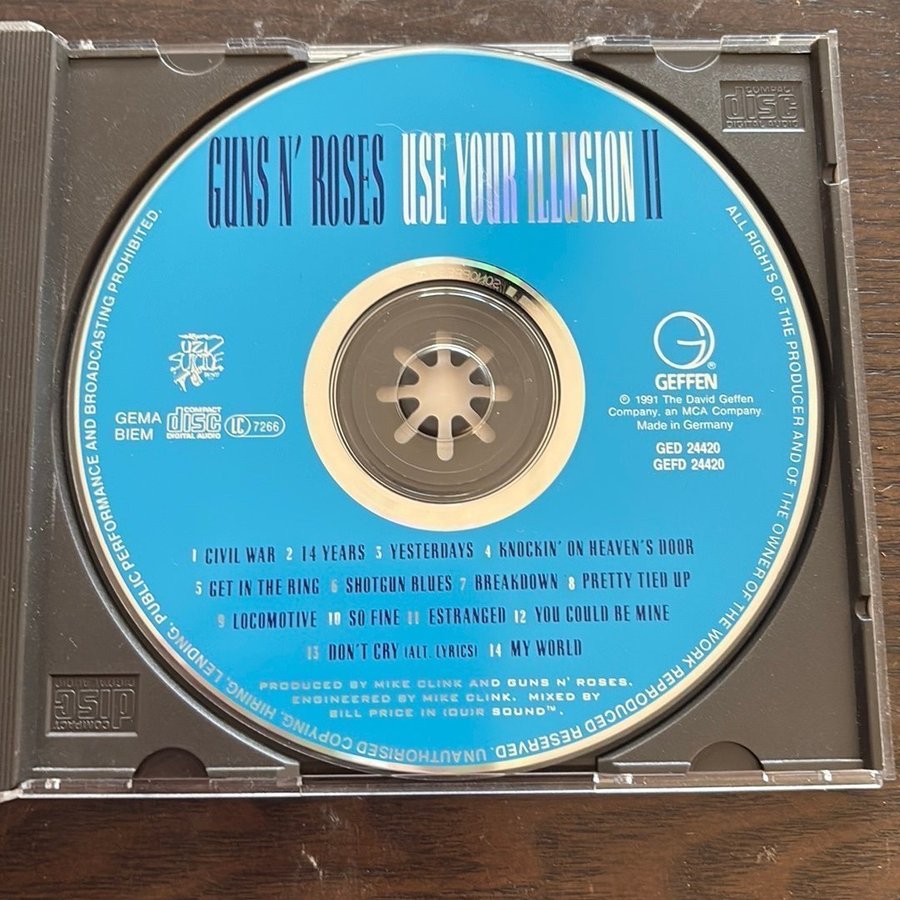 COMPACT
disc
DIGITAL AUDIO
GUNS N' ROSES USE YOUR ILLUSION II
UZI
GEMA
BIEM
COMPACT
disc
DIGITAL AUDIO
LC 7266
G®
GEFFEN
℗ 1991 The David Geffen
Company, an MCA Company.
Made in Germany
GED 24420
GEFD 24420
1 CIVIL WAR 2 14 YEARS 3 YESTERDAYS 4 KNOCKIN' ON HEAVEN'S DOOR
5 GET IN THE RING 6 SHOTGUN BLUES 7 BREAKDOWN 8 PRETTY TIED UP
9 LOCOMOTIVE 10 SO FINE 11 ESTRANGED 12 YOU COULD BE MINE
13 DON'T CRY (ALT. LYRICS) 14 MY WORLD
PRODUCED BY MIKE CLINK AND GUNS N' ROSES.
ENGINEERED BY MIKE CLINK. MIXED BY
BILL PRICE IN (OU)R SOUND™.
ALL RIGHTS OF THE PRODUCER AND OF THE OWNER OF THE WORK REPRODUCED RESERVED. UNAUTHORISED COPYING, HIRING, LENDING, PUBLIC PERFORMANCE AND BROADCASTING PROHIBITED.
COMPACT
disc
DIGITAL AUDIO